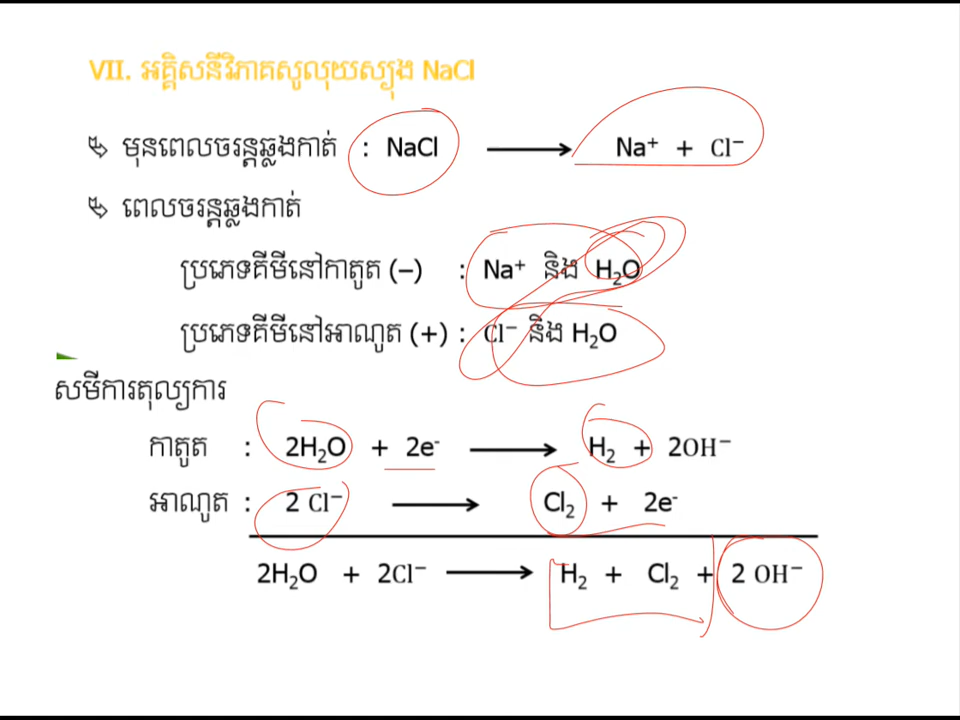 VII. អគ្គិសនីវិភាគសូលុយស្យុង NaCl
មុនពេលចរន្តឆ្លងកាត់ : NaCl ⟶ Na⁺ + Cl⁻
ពេលចរន្តឆ្លងកាត់
ប្រភេទគីមីនៅកាតូត (–) : Na⁺ និង H₂O
ប្រភេទគីមីនៅអាណូត (+) : Cl⁻ និង H₂O
សមីការតុល្យការ
កាតូត : 2H₂O + 2e⁻ ⟶ H₂ + 2OH⁻
អាណូត : 2 Cl⁻ ⟶ Cl₂ + 2e⁻
2H₂O + 2Cl⁻ ⟶ H₂ + Cl₂ + 2 OH⁻